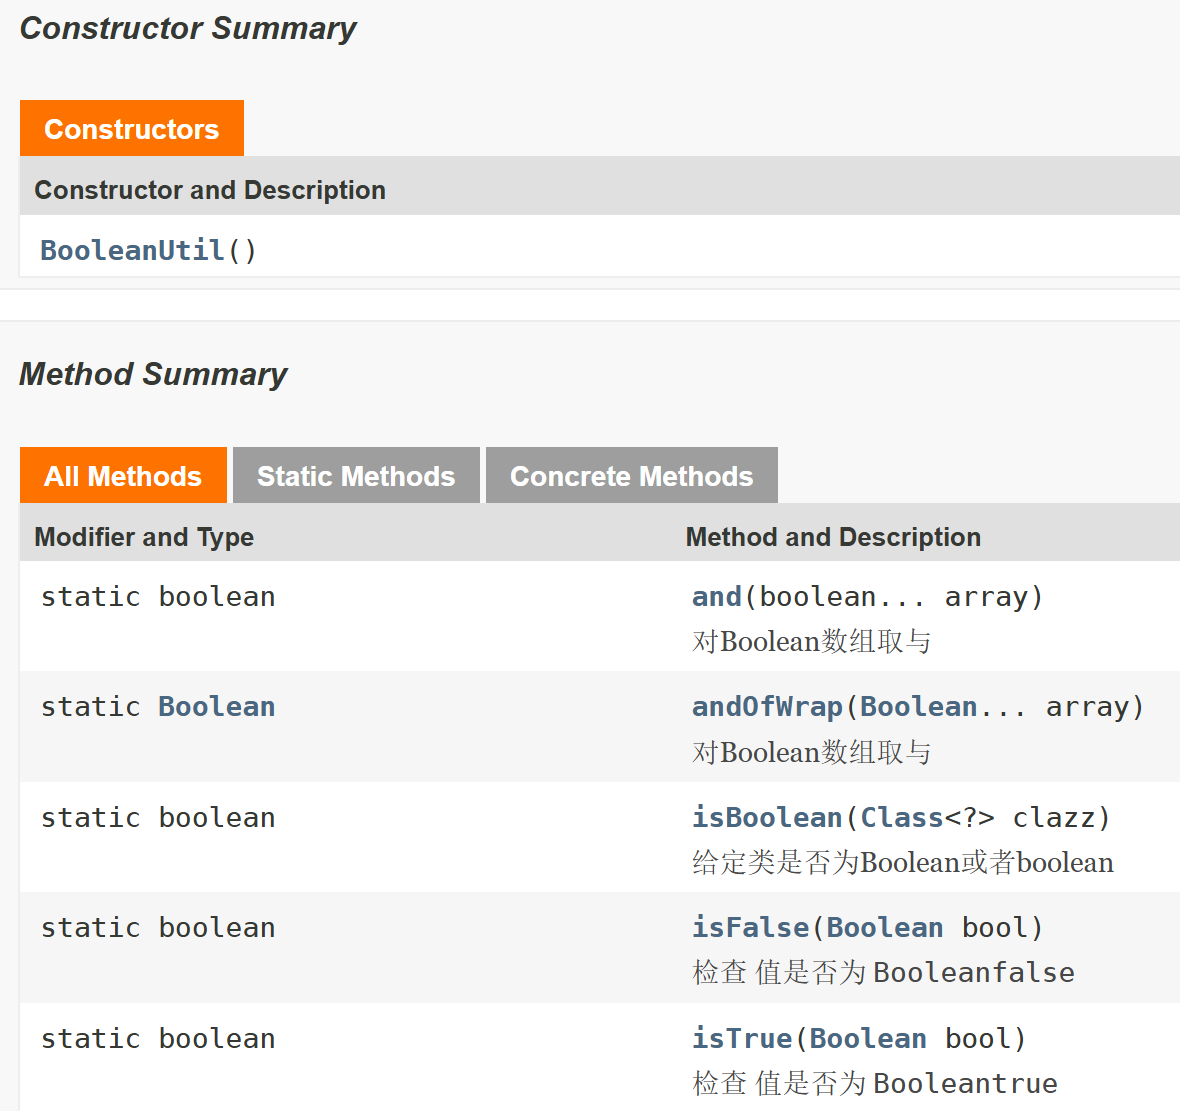 Constructor Summary
Constructors
Constructor and Description
BooleanUtil()
Method Summary
All Methods Static Methods Concrete Methods
Modifier and Type Method and Description
static boolean and(boolean... array)
对Boolean数组取与
static Boolean andOfWrap(Boolean... array)
对Boolean数组取与
static boolean isBoolean(Class<?> clazz)
给定类是否为Boolean或者boolean
static boolean isFalse(Boolean bool)
检查 值是否为 Booleanfalse
static boolean isTrue(Boolean bool)
检查 值是否为 Booleantrue